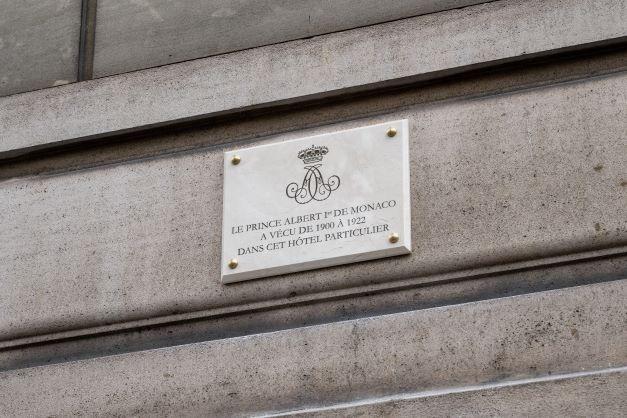 LE PRINCE ALBERT Iᵉʳ DE MONACO
A VÉCU DE 1900 À 1922
DANS CET HÔTEL PARTICULIER